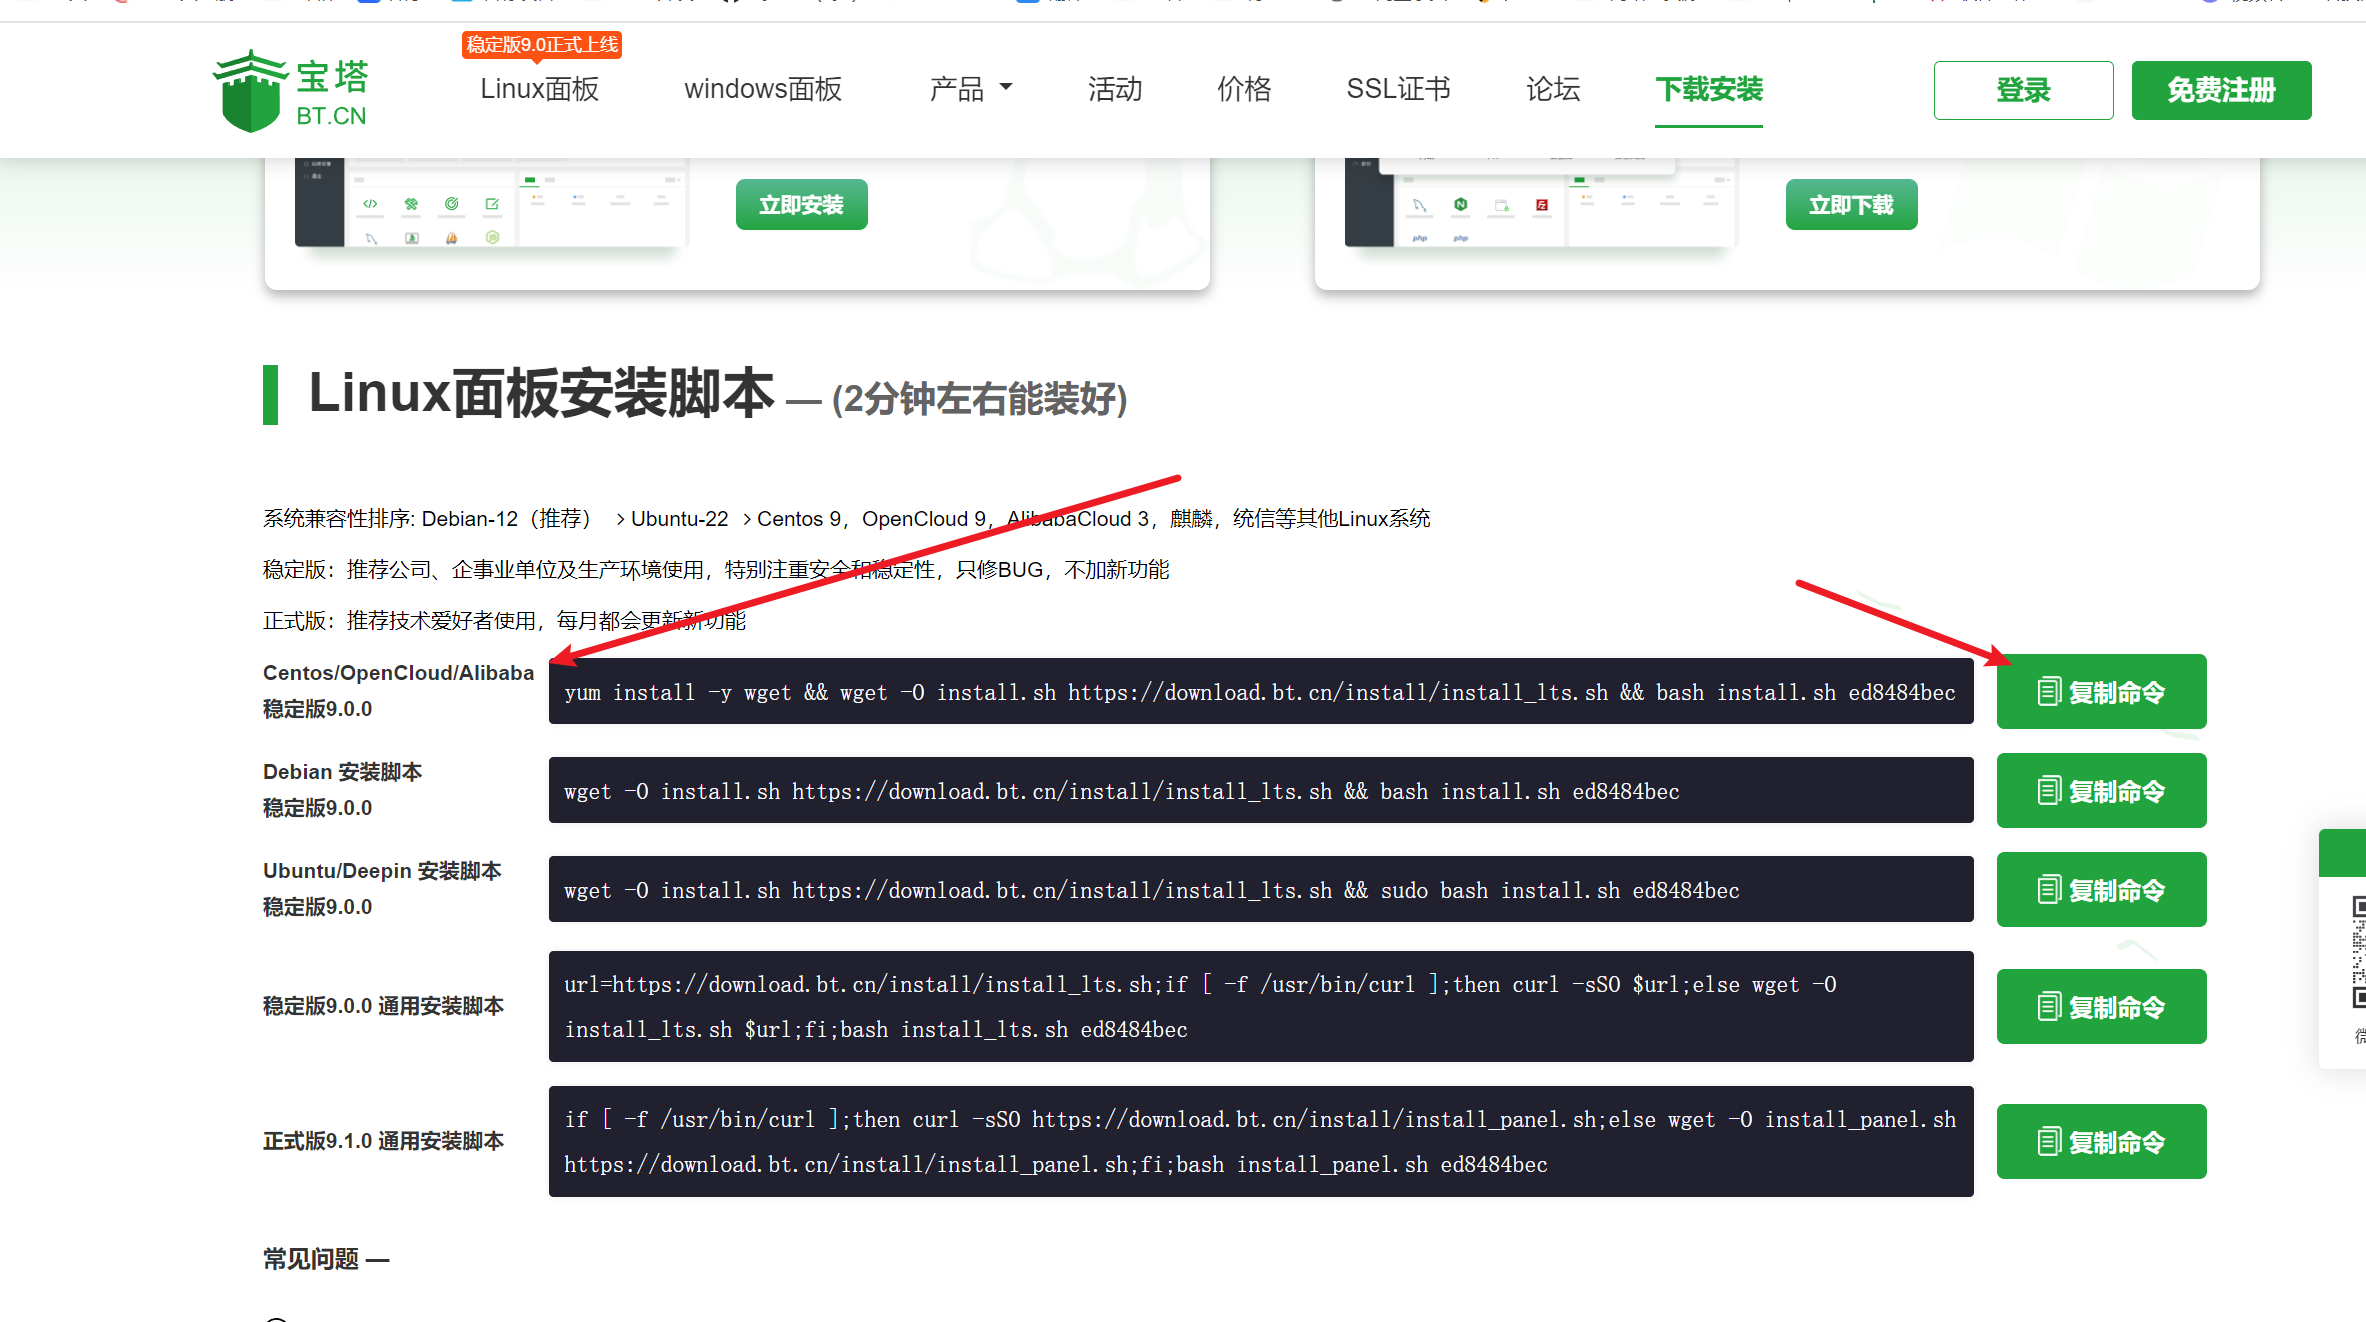 稳定版9.0正式上线
宝塔
BT.CN
Linux面板
windows面板
产品
活动
价格
SSL证书
论坛
下载安装
登录
免费注册
立即安装
立即下载
php
php
Linux面板安装脚本 — (2分钟左右能装好)
系统兼容性排序: Debian-12（推荐） > Ubuntu-22 > Centos 9，OpenCloud 9，AlibabaCloud 3，麒麟，统信等其他Linux系统
稳定版：推荐公司、企事业单位及生产环境使用，特别注重安全和稳定性，只修BUG，不加新功能
正式版：推荐技术爱好者使用，每月都会更新新功能
Centos/OpenCloud/Alibaba
稳定版9.0.0
yum install -y wget && wget -O install.sh https://download.bt.cn/install/install_lts.sh && bash install.sh ed8484bec
复制命令
Debian 安装脚本
稳定版9.0.0
wget -O install.sh https://download.bt.cn/install/install_lts.sh && bash install.sh ed8484bec
复制命令
Ubuntu/Deepin 安装脚本
稳定版9.0.0
wget -O install.sh https://download.bt.cn/install/install_lts.sh && sudo bash install.sh ed8484bec
复制命令
稳定版9.0.0 通用安装脚本
url=https://download.bt.cn/install/install_lts.sh;if [ -f /usr/bin/curl ];then curl -sSO $url;else wget -O
install_lts.sh $url;fi;bash install_lts.sh ed8484bec
复制命令
正式版9.1.0 通用安装脚本
if [ -f /usr/bin/curl ];then curl -sSO https://download.bt.cn/install/install_panel.sh;else wget -O install_panel.sh
https://download.bt.cn/install/install_panel.sh;fi;bash install_panel.sh ed8484bec
复制命令
常见问题 —